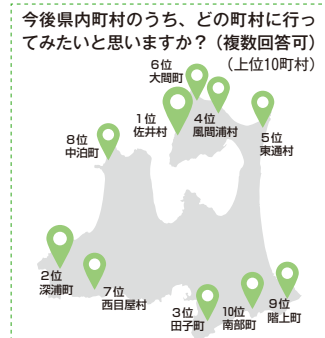 今後県内町村のうち、どの町村に行っ
てみたいと思いますか？（複数回答可）
（上位10町村）
6位
大間町
1位
佐井村
4位
風間浦村
5位
東通村
8位
中泊町
2位
深浦町
7位
西目屋村
3位
田子町
10位
南部町
9位
階上町